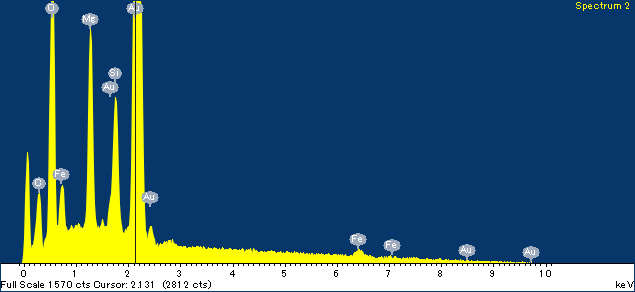 Spectrum 2
O Mg Au
Si
Au
Fe
Au
Fe Fe Au Au
0 1 2 3 4 5 6 7 8 9 10
Full Scale 1570 cts Cursor: 2.131 (2812 cts) keV